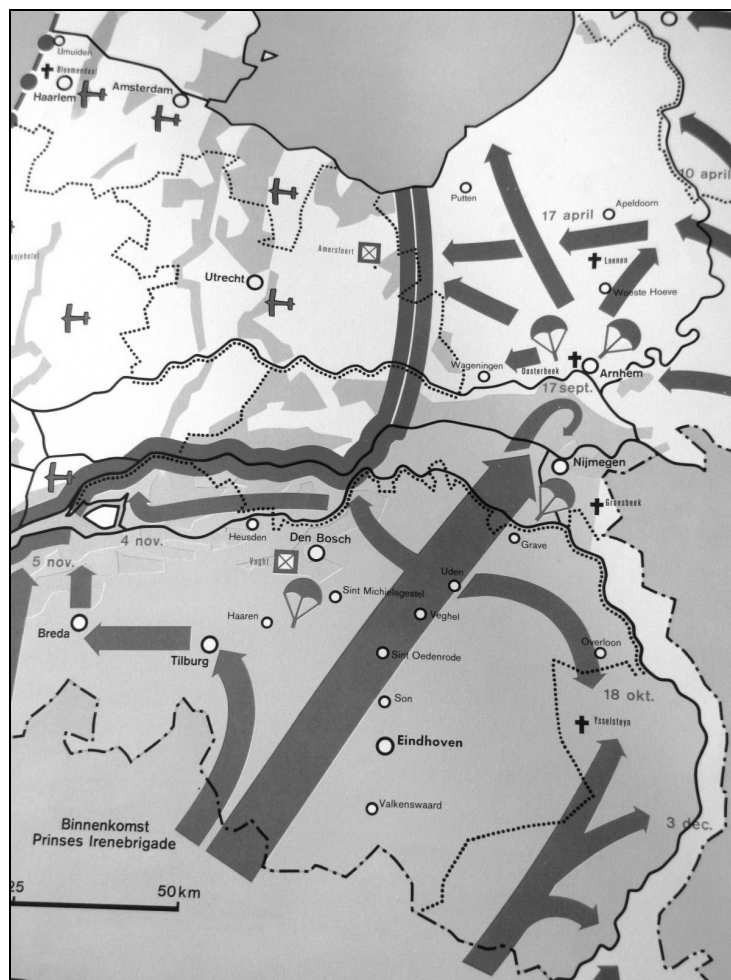 IJmuiden
Bloemendaal
Haarlem
Amsterdam
10 april
Putten
Apeldoorn
17 april
Amersfoort
Loenen
Utrecht
Woeste Hoeve
Wageningen
Oosterbeek
Arnhem
17 sept.
Nijmegen
Groesbeek
Heusden
4 nov.
Den Bosch
Grave
5 nov.
Vught
Uden
Sint Michielsgestel
Haaren
Veghel
Breda
Tilburg
Overloon
Sint Oedenrode
18 okt.
Son
Ysselsteyn
Eindhoven
Valkenswaard
3 dec.
Binnenkomst
Prinses Irenebrigade
25
50 km